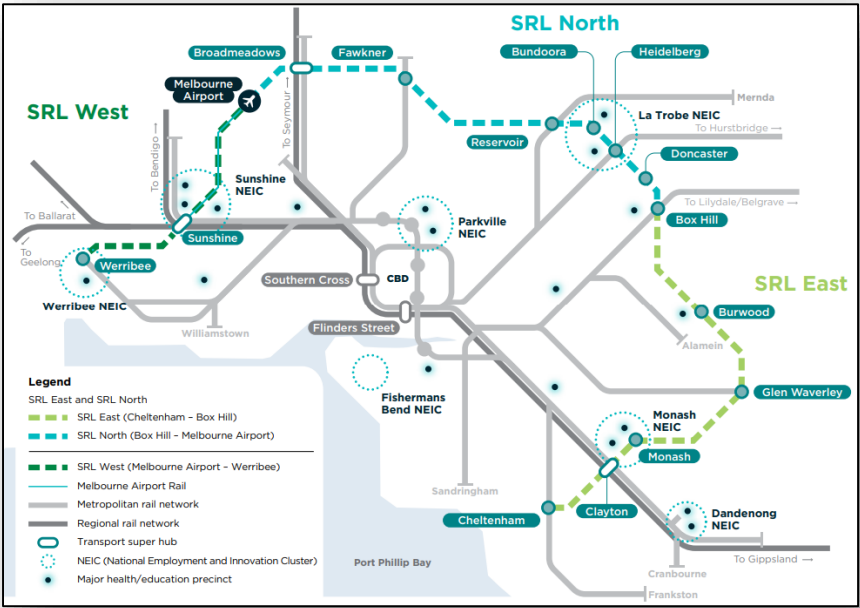 SRL North
Broadmeadows
Fawkner
Bundoora
Heidelberg
Melbourne
Airport
Mernda
SRL West
To Seymour →
La Trobe NEIC
To Hurstbridge →
Reservoir
To Bendigo →
Doncaster
Sunshine
NEIC
To Lilydale/Belgrave →
To Ballarat
←
Parkville
NEIC
Box Hill
Sunshine
To
Geelong
Werribee
Southern Cross
CBD
SRL East
Werribee NEIC
Burwood
Williamstown
Flinders Street
Alamein
Legend
SRL East and SRL North
SRL East (Cheltenham – Box Hill)
SRL North (Box Hill – Melbourne Airport)
SRL West (Melbourne Airport – Werribee)
Melbourne Airport Rail
Metropolitan rail network
Regional rail network
Transport super hub
NEIC (National Employment and Innovation Cluster)
Major health/education precinct
Fishermans
Bend NEIC
Glen Waverley
Monash
NEIC
Monash
Sandringham
Clayton
Cheltenham
Dandenong
NEIC
To Gippsland →
Port Phillip Bay
Cranbourne
Frankston